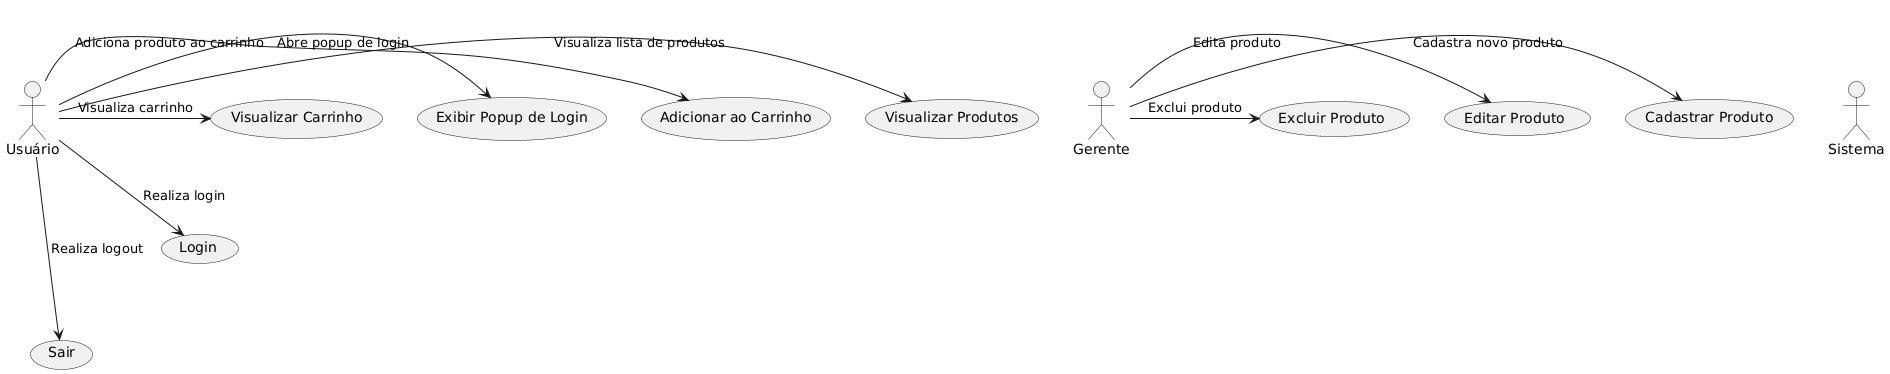 Adiciona produto ao carrinho
Abre popup de login
Visualiza lista de produtos
Edita produto
Cadastra novo produto
Visualiza carrinho
Exclui produto
Visualizar Carrinho
Exibir Popup de Login
Adicionar ao Carrinho
Visualizar Produtos
Excluir Produto
Editar Produto
Cadastrar Produto
Usuário
Gerente
Sistema
Realiza login
Realiza logout
Login
Sair